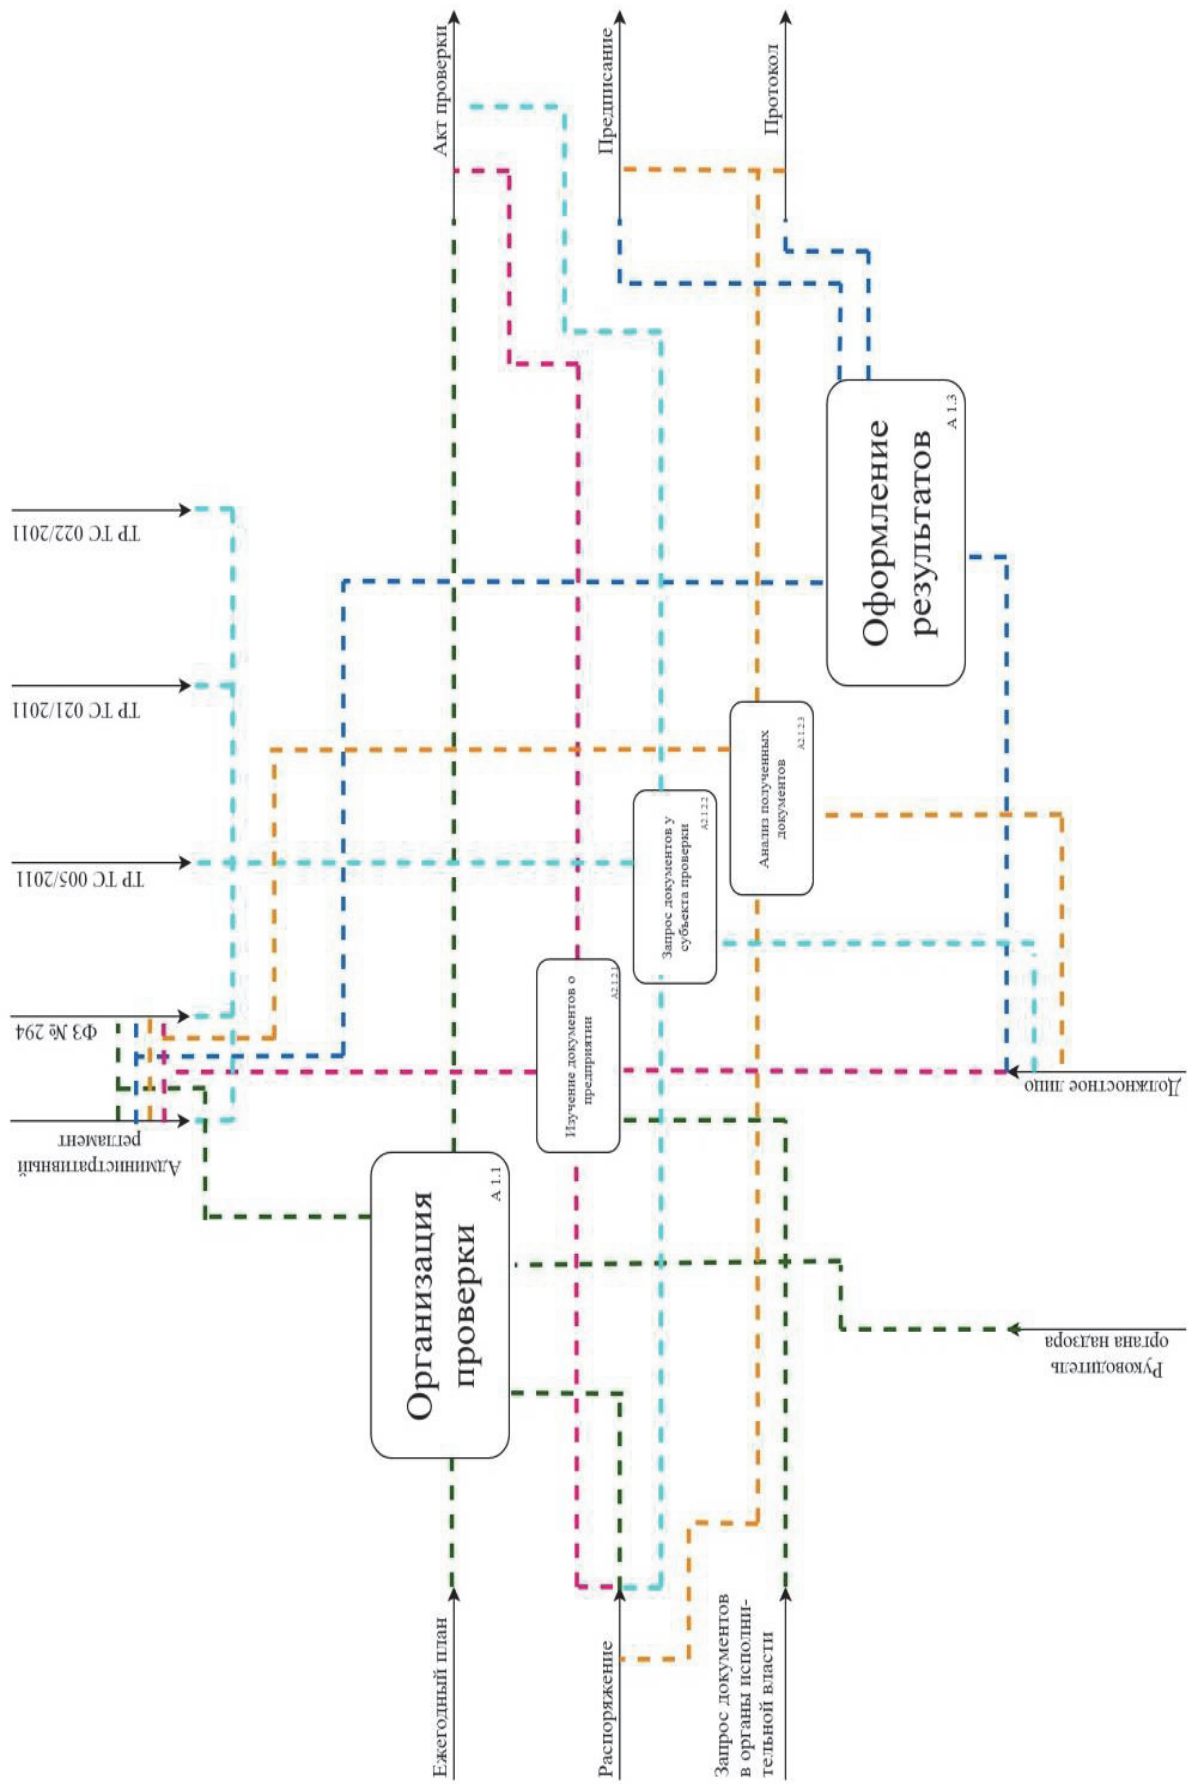 Административный
регламент
ФЗ № 294
ТР ТС 005/2011
ТР ТС 021/2011
ТР ТС 022/2011
Ежегодный план
Распоряжение
Запрос документов
в органы исполни-
тельной власти
Организация
проверки
А 1.1
Изучение документов о
предприятии
А2.1.2.1
Запрос документов у
субъекта проверки
А2.1.2.2
Анализ полученных
документов
А2.1.2.3
Оформление
результатов
А 1.3
Акт проверки
Предписание
Протокол
Руководитель
органа надзора
Должностное лицо